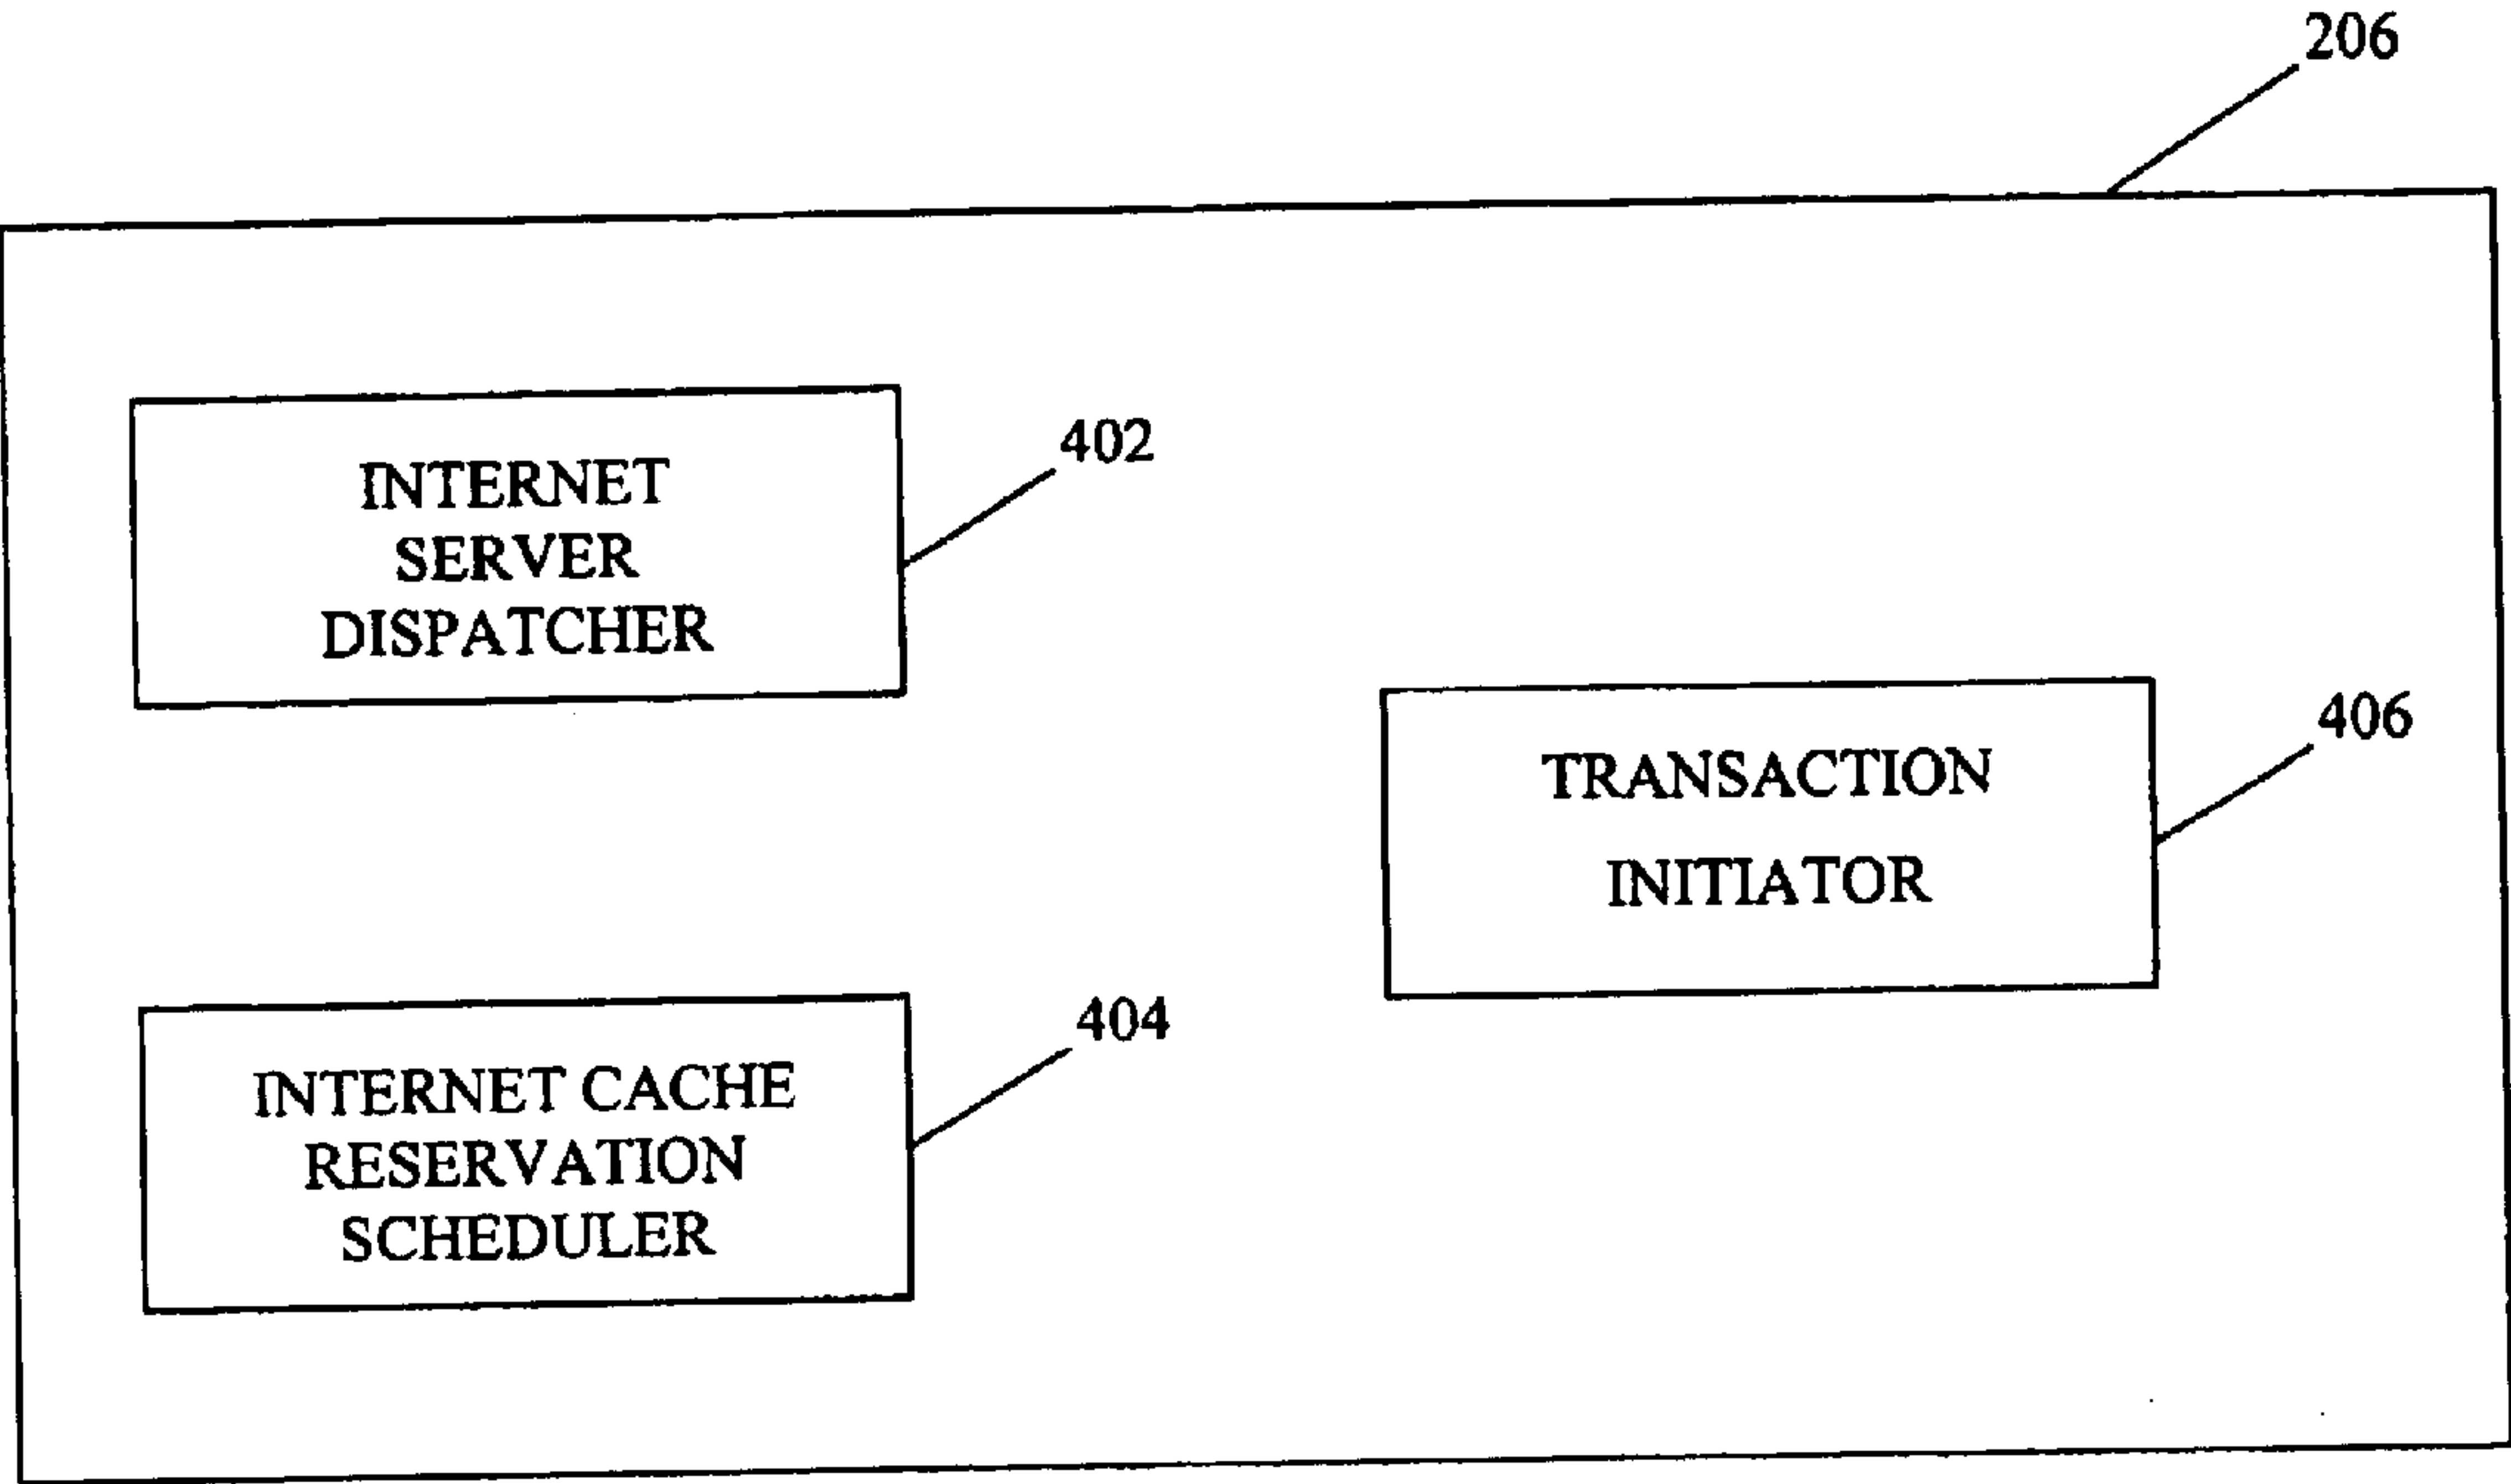 206
402
INTERNET
SERVER
DISPATCHER
406
TRANSACTION
INITIATOR
404
INTERNET CACHE
RESERVATION
SCHEDULER